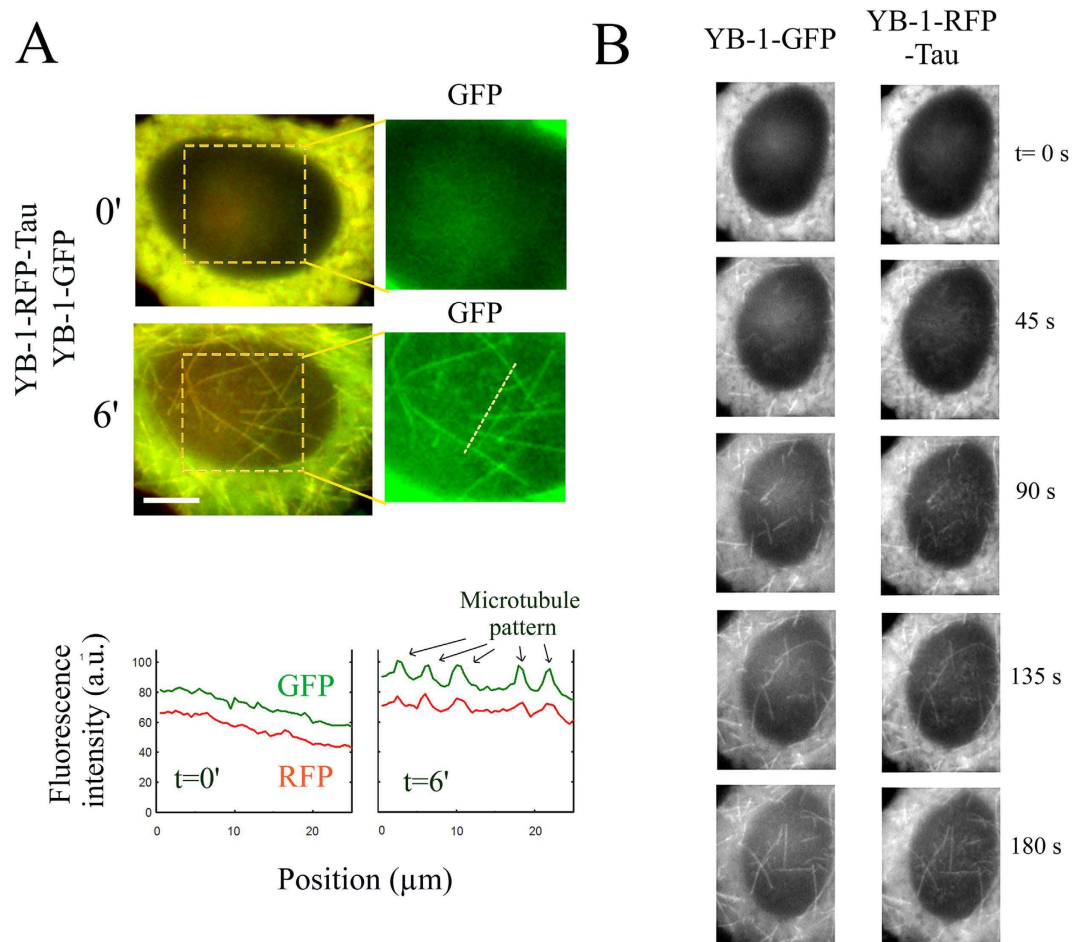 A
YB-1-RFP-Tau
YB-1-GFP
GFP
0'
GFP
6'
Microtubule
pattern
Fluorescence
intensity (a.u.)
100
80
60
40
20
0
GFP
RFP
t=0'
t=6'
0
10
20
0
10
20
Position (µm)
B
YB-1-GFP
YB-1-RFP
-Tau
t= 0 s
45 s
90 s
135 s
180 s